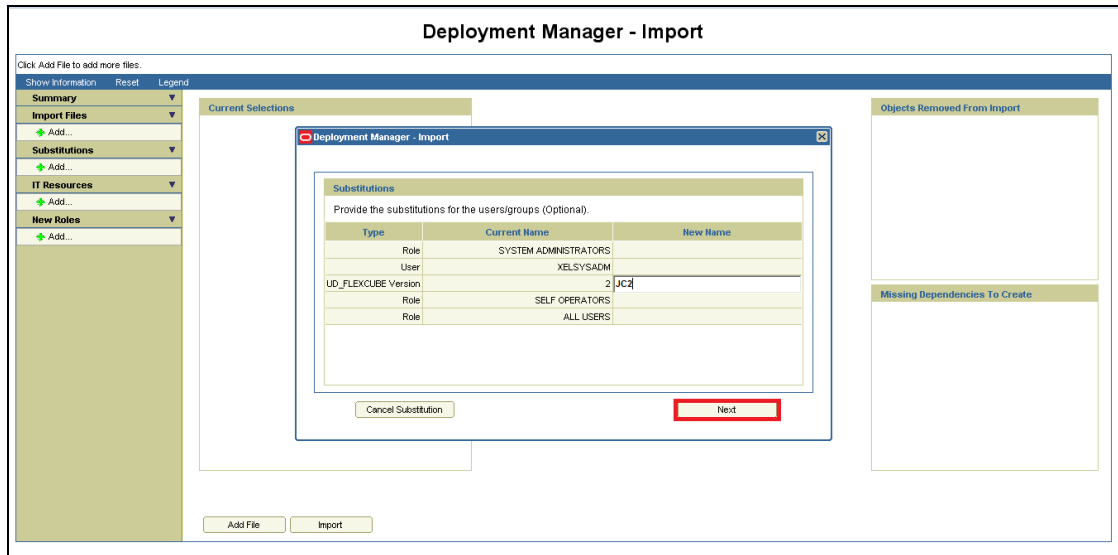 Deployment Manager - Import
Click Add File to add more files.
Show Information Reset Legend
Summary
Import Files
Add...
Substitutions
Add...
IT Resources
Add...
New Roles
Add...
Current Selections
Objects Removed From Import
Missing Dependencies To Create
Deployment Manager - Import
Substitutions
Provide the substitutions for the users/groups (Optional).
Type Current Name New Name
Role SYSTEM ADMINISTRATORS
User XELSYSADM
UD_FLEXCUBE Version 2 JC2
Role SELF OPERATORS
Role ALL USERS
Cancel Substitution Next
Add File Import